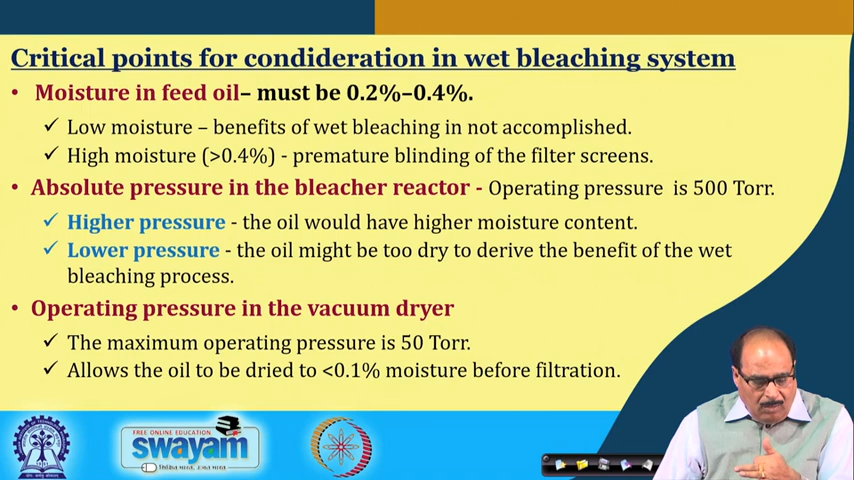 Critical points for condideration in wet bleaching system
• Moisture in feed oil– must be 0.2%–0.4%.
✓ Low moisture – benefits of wet bleaching in not accomplished.
✓ High moisture (>0.4%) - premature blinding of the filter screens.
• Absolute pressure in the bleacher reactor - Operating pressure is 500 Torr.
✓ Higher pressure - the oil would have higher moisture content.
✓ Lower pressure - the oil might be too dry to derive the benefit of the wet
bleaching process.
• Operating pressure in the vacuum dryer
✓ The maximum operating pressure is 50 Torr.
✓ Allows the oil to be dried to <0.1% moisture before filtration.
FREE ONLINE EDUCATION
swayam